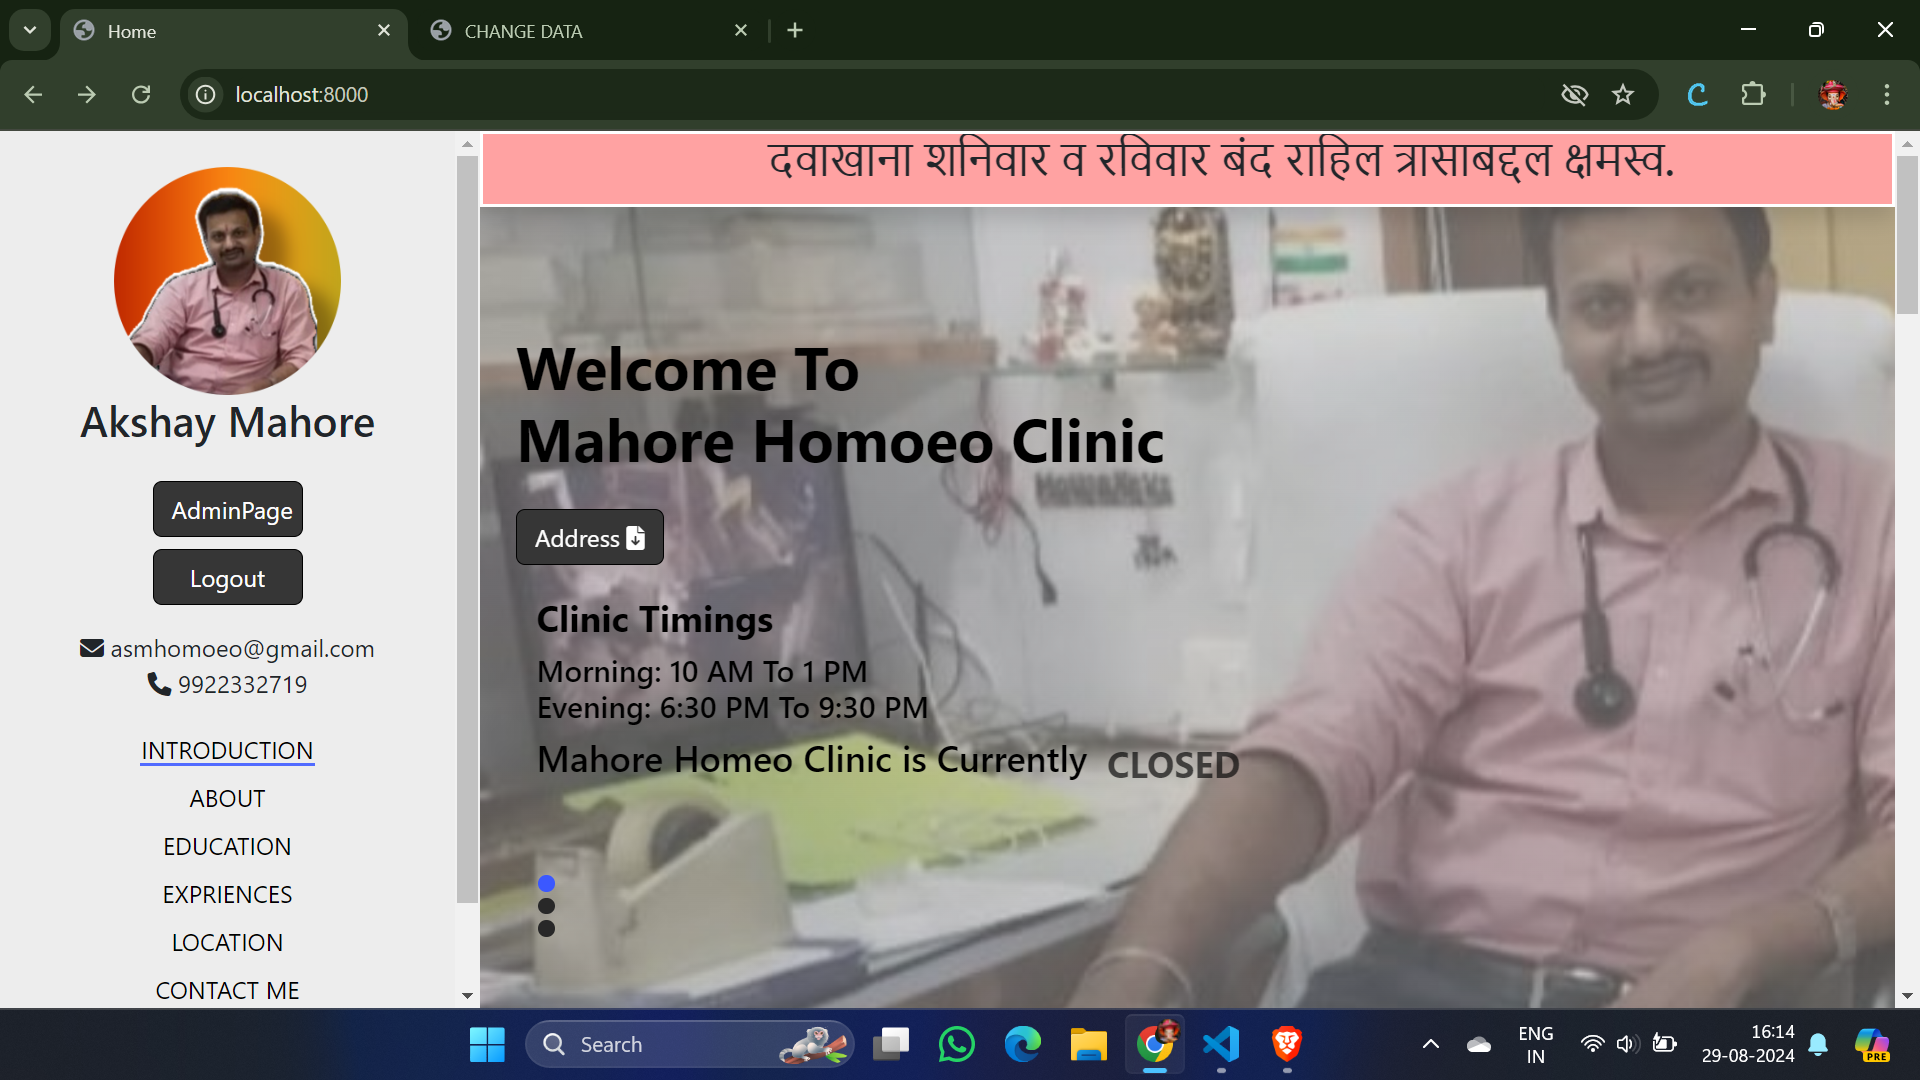 Home
CHANGE DATA
localhost:8000
दवाखाना शनिवार व रविवार बंद राहिल त्रासाबद्दल क्षमस्व.
Akshay Mahore
AdminPage
Logout
asmhomoeo@gmail.com
9922332719
INTRODUCTION
ABOUT
EDUCATION
EXPRIENCES
LOCATION
CONTACT ME
Welcome To
Mahore Homoeo Clinic
Address
Clinic Timings
Morning: 10 AM To 1 PM
Evening: 6:30 PM To 9:30 PM
Mahore Homeo Clinic is Currently CLOSED
Search
ENG
IN
16:14
29-08-2024
PRE